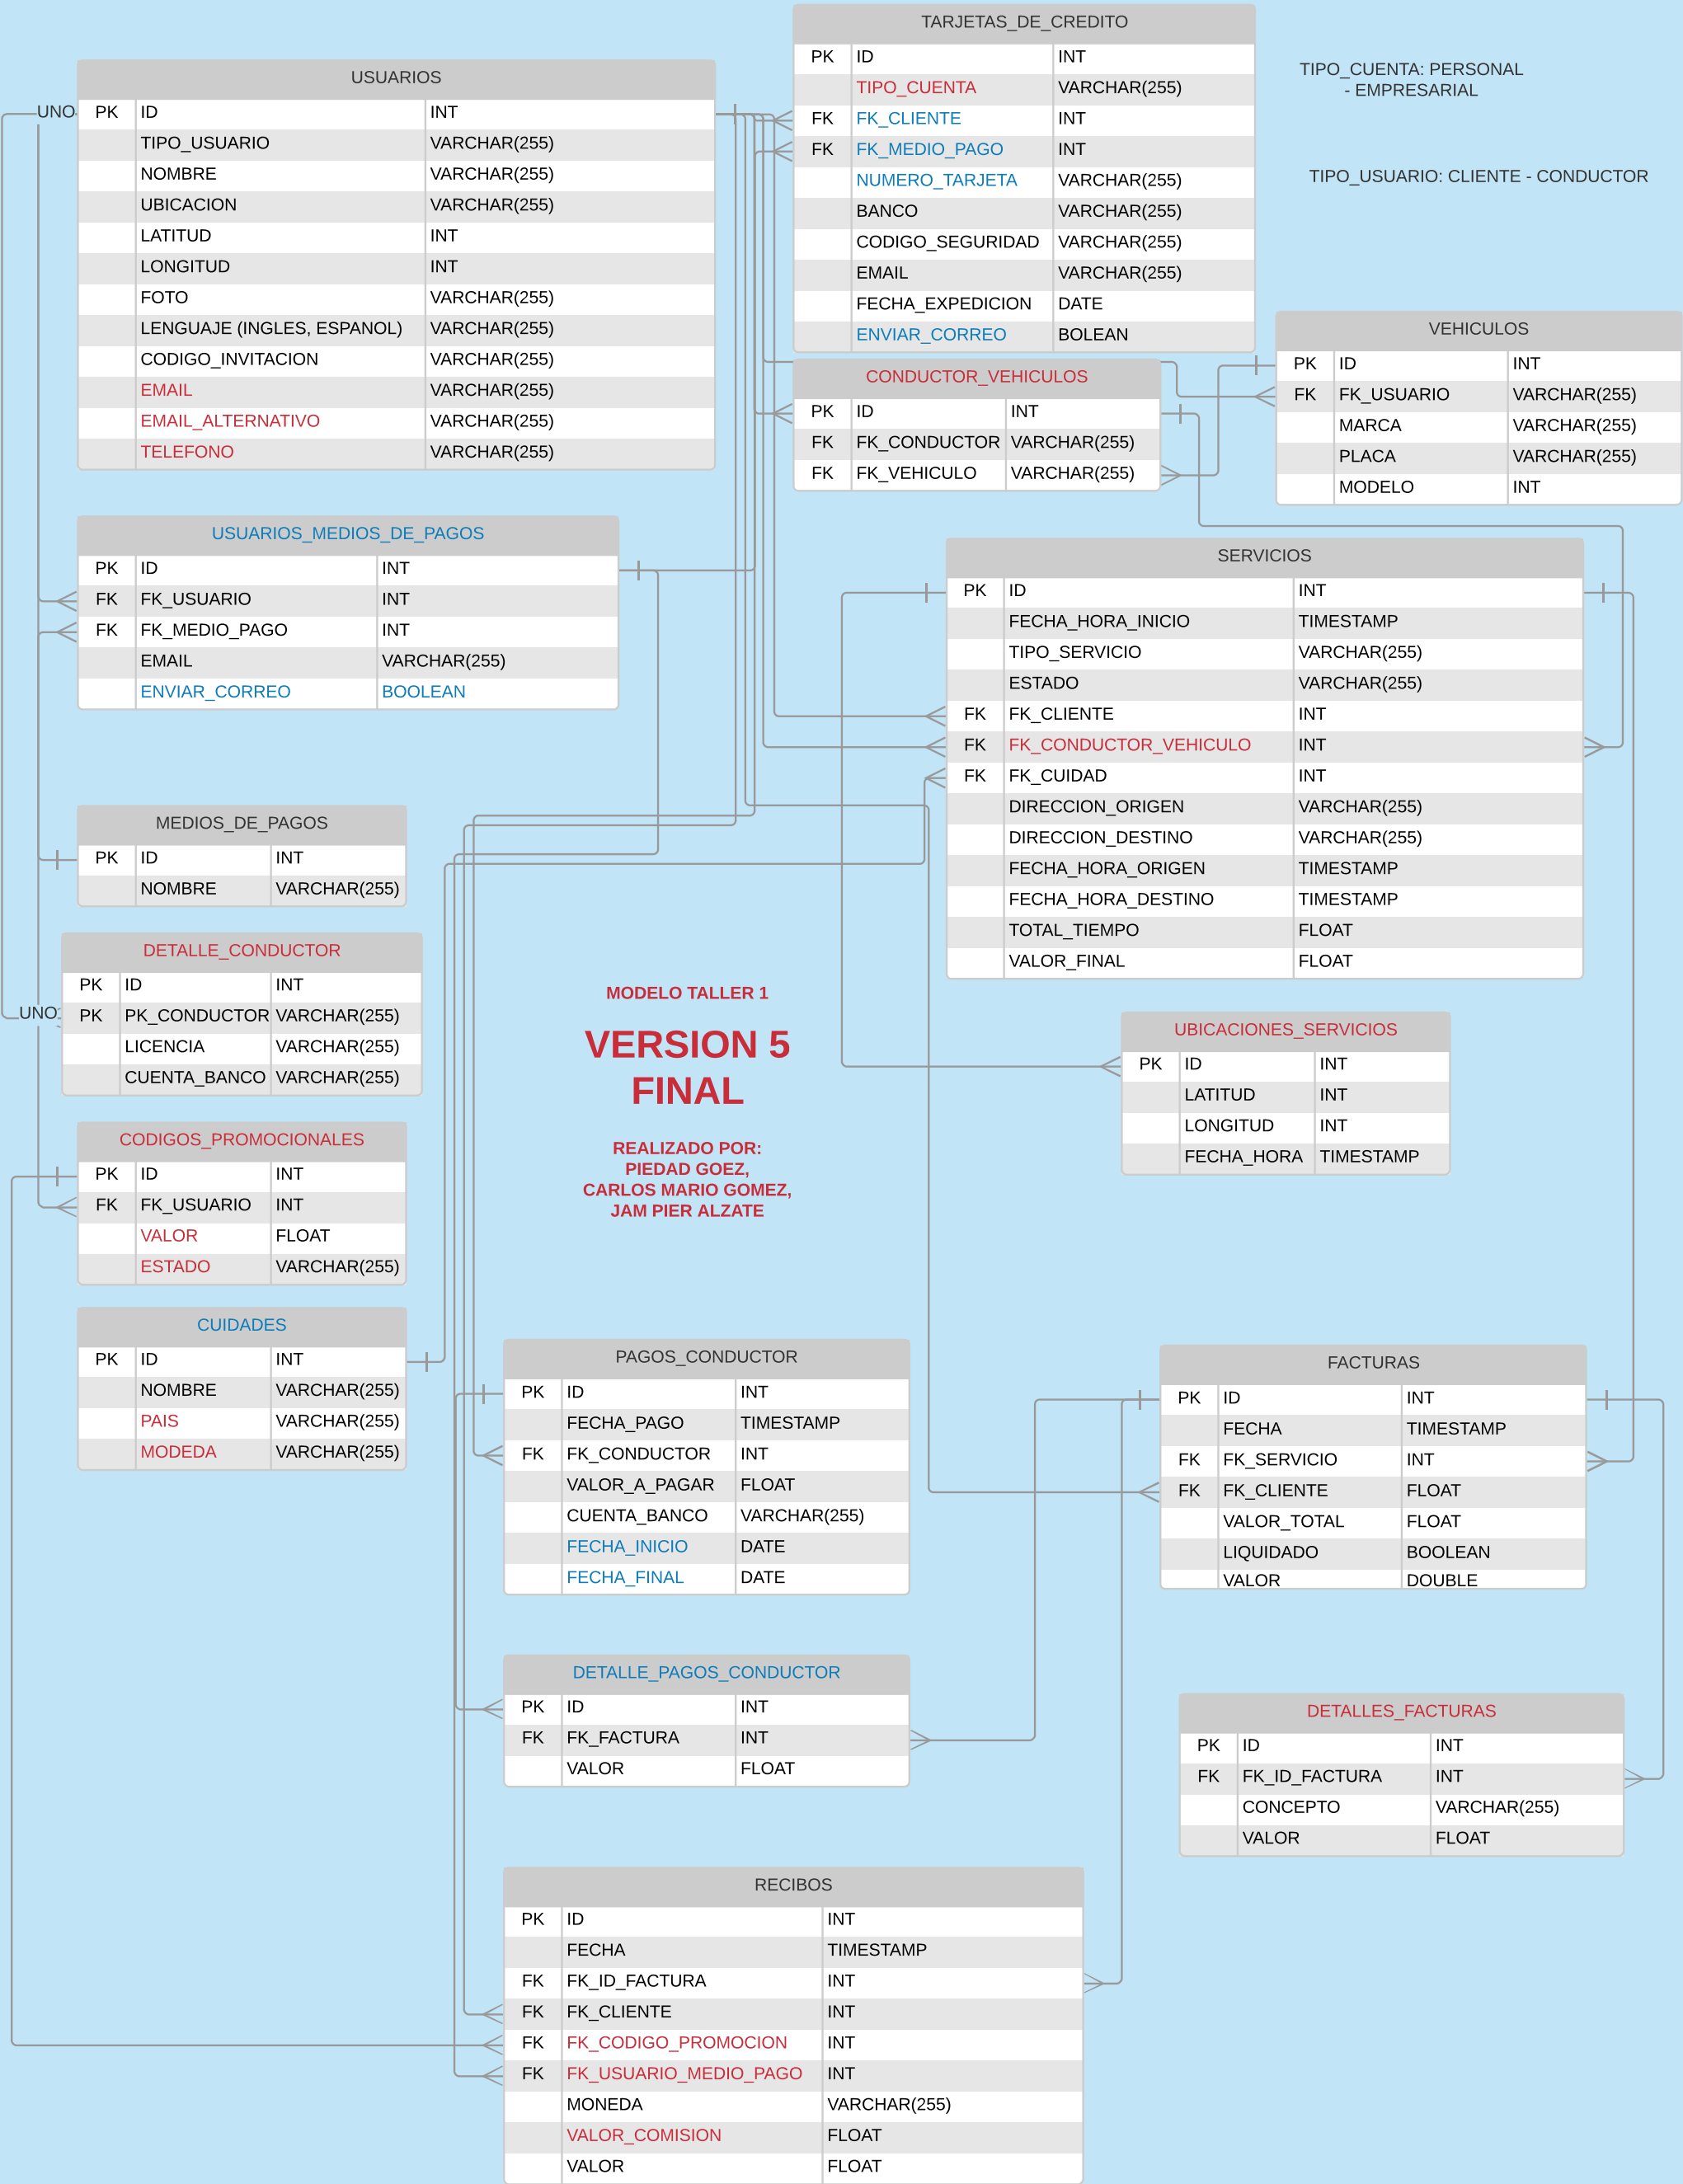 TARJETAS_DE_CREDITO
PK ID INT
TIPO_CUENTA VARCHAR(255)
FK FK_CLIENTE INT
FK FK_MEDIO_PAGO INT
NUMERO_TARJETA VARCHAR(255)
BANCO VARCHAR(255)
CODIGO_SEGURIDAD VARCHAR(255)
EMAIL VARCHAR(255)
FECHA_EXPEDICION DATE
ENVIAR_CORREO BOLEAN
TIPO_CUENTA: PERSONAL
- EMPRESARIAL
TIPO_USUARIO: CLIENTE - CONDUCTOR
USUARIOS
UNO
PK ID INT
TIPO_USUARIO VARCHAR(255)
NOMBRE VARCHAR(255)
UBICACION VARCHAR(255)
LATITUD INT
LONGITUD INT
FOTO VARCHAR(255)
LENGUAJE (INGLES, ESPANOL) VARCHAR(255)
CODIGO_INVITACION VARCHAR(255)
EMAIL VARCHAR(255)
EMAIL_ALTERNATIVO VARCHAR(255)
TELEFONO VARCHAR(255)
VEHICULOS
PK ID INT
FK FK_USUARIO VARCHAR(255)
MARCA VARCHAR(255)
PLACA VARCHAR(255)
MODELO INT
CONDUCTOR_VEHICULOS
PK ID INT
FK FK_CONDUCTOR VARCHAR(255)
FK FK_VEHICULO VARCHAR(255)
USUARIOS_MEDIOS_DE_PAGOS
PK ID INT
FK FK_USUARIO INT
FK FK_MEDIO_PAGO INT
EMAIL VARCHAR(255)
ENVIAR_CORREO BOOLEAN
SERVICIOS
PK ID INT
FECHA_HORA_INICIO TIMESTAMP
TIPO_SERVICIO VARCHAR(255)
ESTADO VARCHAR(255)
FK FK_CLIENTE INT
FK FK_CONDUCTOR_VEHICULO INT
FK FK_CUIDAD INT
DIRECCION_ORIGEN VARCHAR(255)
DIRECCION_DESTINO VARCHAR(255)
FECHA_HORA_ORIGEN TIMESTAMP
FECHA_HORA_DESTINO TIMESTAMP
TOTAL_TIEMPO FLOAT
VALOR_FINAL FLOAT
MEDIOS_DE_PAGOS
PK ID INT
NOMBRE VARCHAR(255)
DETALLE_CONDUCTOR
PK ID INT
UNO
PK PK_CONDUCTOR VARCHAR(255)
LICENCIA VARCHAR(255)
CUENTA_BANCO VARCHAR(255)
MODELO TALLER 1
VERSION 5
FINAL
REALIZADO POR:
PIEDAD GOEZ,
CARLOS MARIO GOMEZ,
JAM PIER ALZATE
UBICACIONES_SERVICIOS
PK ID INT
LATITUD INT
LONGITUD INT
FECHA_HORA TIMESTAMP
CODIGOS_PROMOCIONALES
PK ID INT
FK FK_USUARIO INT
VALOR FLOAT
ESTADO VARCHAR(255)
CUIDADES
PK ID INT
NOMBRE VARCHAR(255)
PAIS VARCHAR(255)
MODEDA VARCHAR(255)
PAGOS_CONDUCTOR
PK ID INT
FECHA_PAGO TIMESTAMP
FK FK_CONDUCTOR INT
VALOR_A_PAGAR FLOAT
CUENTA_BANCO VARCHAR(255)
FECHA_INICIO DATE
FECHA_FINAL DATE
FACTURAS
PK ID INT
FECHA TIMESTAMP
FK FK_SERVICIO INT
FK FK_CLIENTE FLOAT
VALOR_TOTAL FLOAT
LIQUIDADO BOOLEAN
VALOR DOUBLE
DETALLE_PAGOS_CONDUCTOR
PK ID INT
FK FK_FACTURA INT
VALOR FLOAT
DETALLES_FACTURAS
PK ID INT
FK FK_ID_FACTURA INT
CONCEPTO VARCHAR(255)
VALOR FLOAT
RECIBOS
PK ID INT
FECHA TIMESTAMP
FK FK_ID_FACTURA INT
FK FK_CLIENTE INT
FK FK_CODIGO_PROMOCION INT
FK FK_USUARIO_MEDIO_PAGO INT
MONEDA VARCHAR(255)
VALOR_COMISION FLOAT
VALOR FLOAT